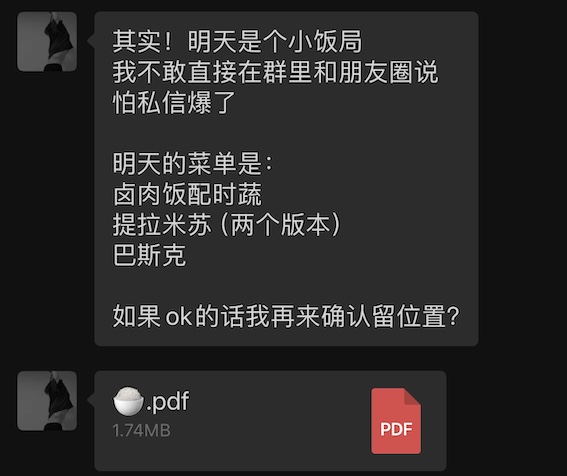 其实！明天是个小饭局
我不敢直接在群里和朋友圈说
怕私信爆了
明天的菜单是：
卤肉饭配时蔬
提拉米苏（两个版本）
巴斯克
如果ok的话我再来确认留位置？
🍚.pdf
1.74MB
PDF